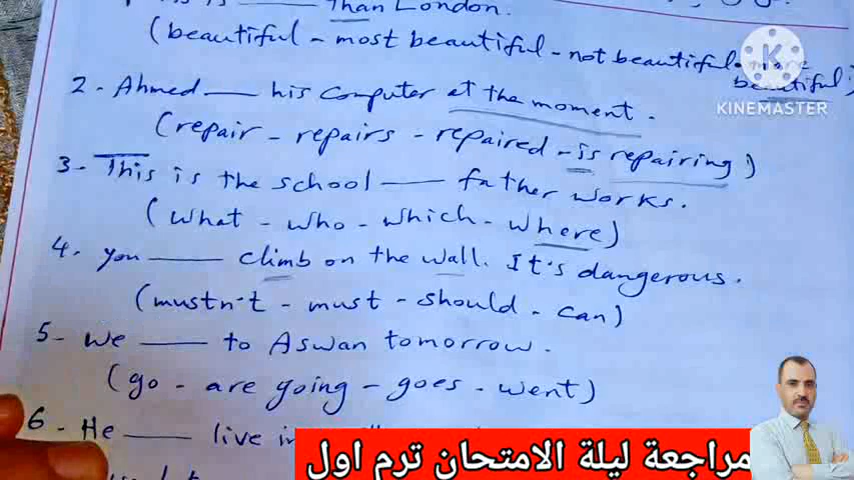 Than London.
(beautiful - most beautiful - not beautiful - more
beautiful)
KINEMASTER
2 - Ahmed ___ his computer at the moment.
(repair - repairs - repaired - is repairing)
3 - This is the school ___ father works.
(what - who - which - where)
4. you ___ climb on the wall. It's dangerous.
(mustn't - must - should - can)
5 - We ___ to Aswan tomorrow.
(go - are going - goes - went)
6 - He ___ live in
مراجعة ليلة الامتحان ترم اول